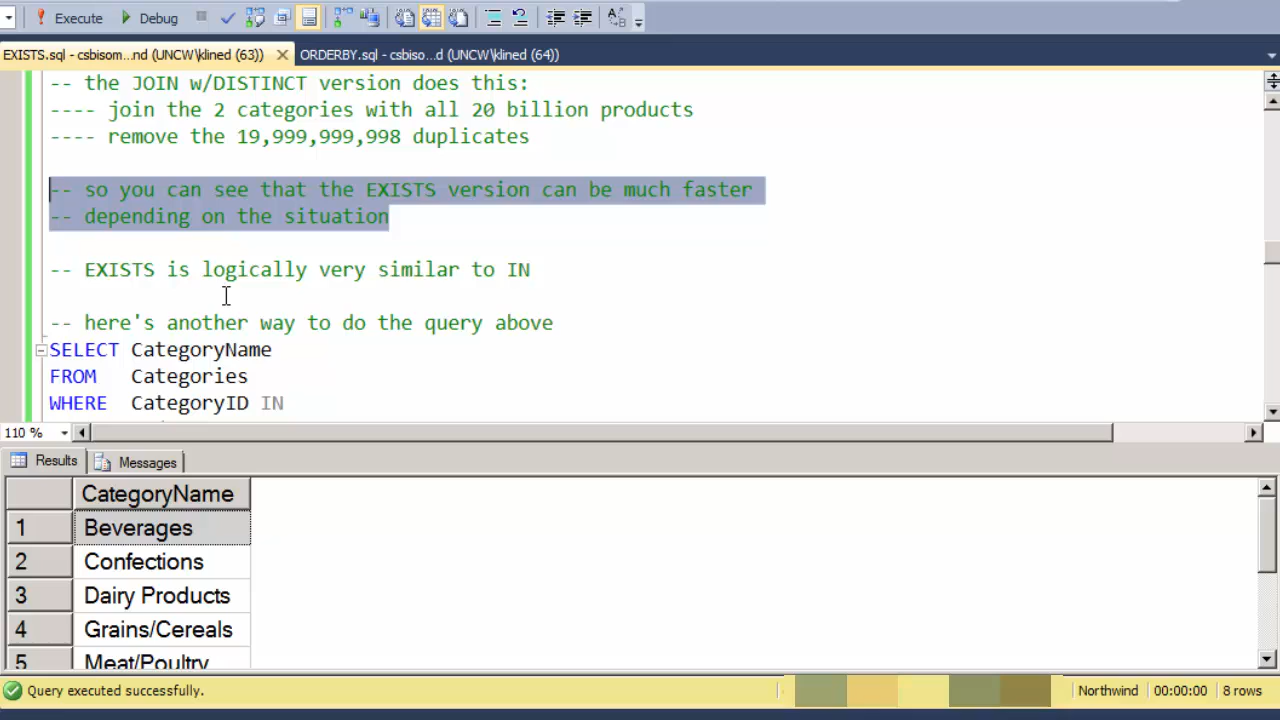 Execute Debug
EXISTS.sql - csbisom...nd (UNCW\klined (63)) ORDERBY.sql - csbiso...d (UNCW\klined (64))
-- the JOIN w/DISTINCT version does this:
---- join the 2 categories with all 20 billion products
---- remove the 19,999,999,998 duplicates
-- so you can see that the EXISTS version can be much faster
-- depending on the situation
-- EXISTS is logically very similar to IN
-- here's another way to do the query above
SELECT CategoryName
FROM Categories
WHERE CategoryID IN
110 %
Results Messages
CategoryName
1 Beverages
2 Confections
3 Dairy Products
4 Grains/Cereals
5 Meat/Poultry
Query executed successfully. Northwind 00:00:00 8 rows